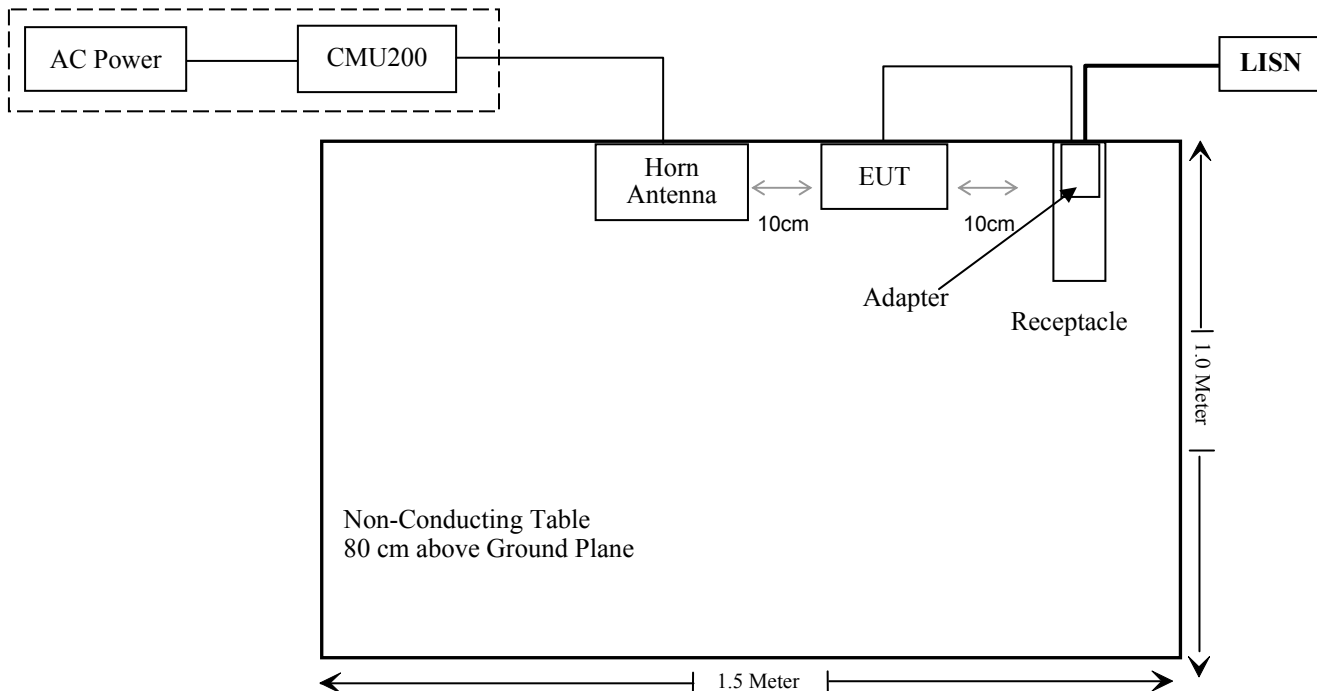 AC Power
CMU200
LISN
Horn
Antenna
EUT
10cm
10cm
Adapter
Receptacle
1.0 Meter
Non-Conducting Table
80 cm above Ground Plane
1.5 Meter